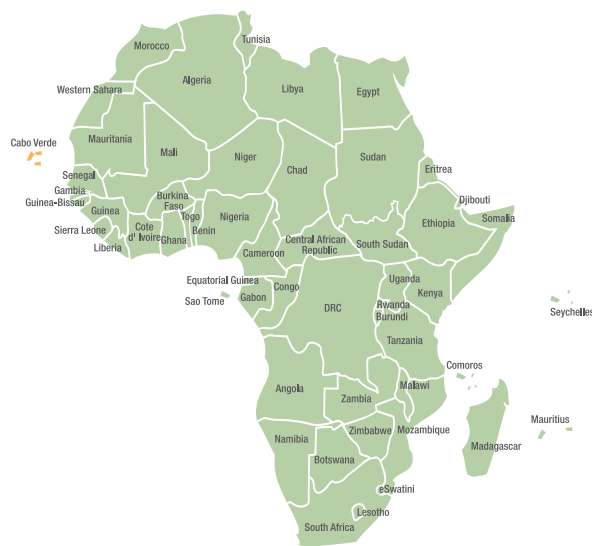 Tunisia
Morocco
Algeria
Libya
Egypt
Western Sahara
Cabo Verde
Mauritania
Mali
Niger
Chad
Sudan
Eritrea
Senegal
Gambia
Guinea-Bissau
Guinea
Burkina
Faso
Togo
Benin
Nigeria
Djibouti
Somalia
Ethiopia
Sierra Leone
Liberia
Cote
d' Ivoire
Ghana
Cameroon
Central African
Republic
South Sudan
Equatorial Guinea
Sao Tome
Gabon
Congo
DRC
Uganda
Kenya
Rwanda
Burundi
Tanzania
Seychelles
Comoros
Angola
Zambia
Malawi
Mozambique
Zimbabwe
Namibia
Botswana
Madagascar
Mauritius
eSwatini
Lesotho
South Africa